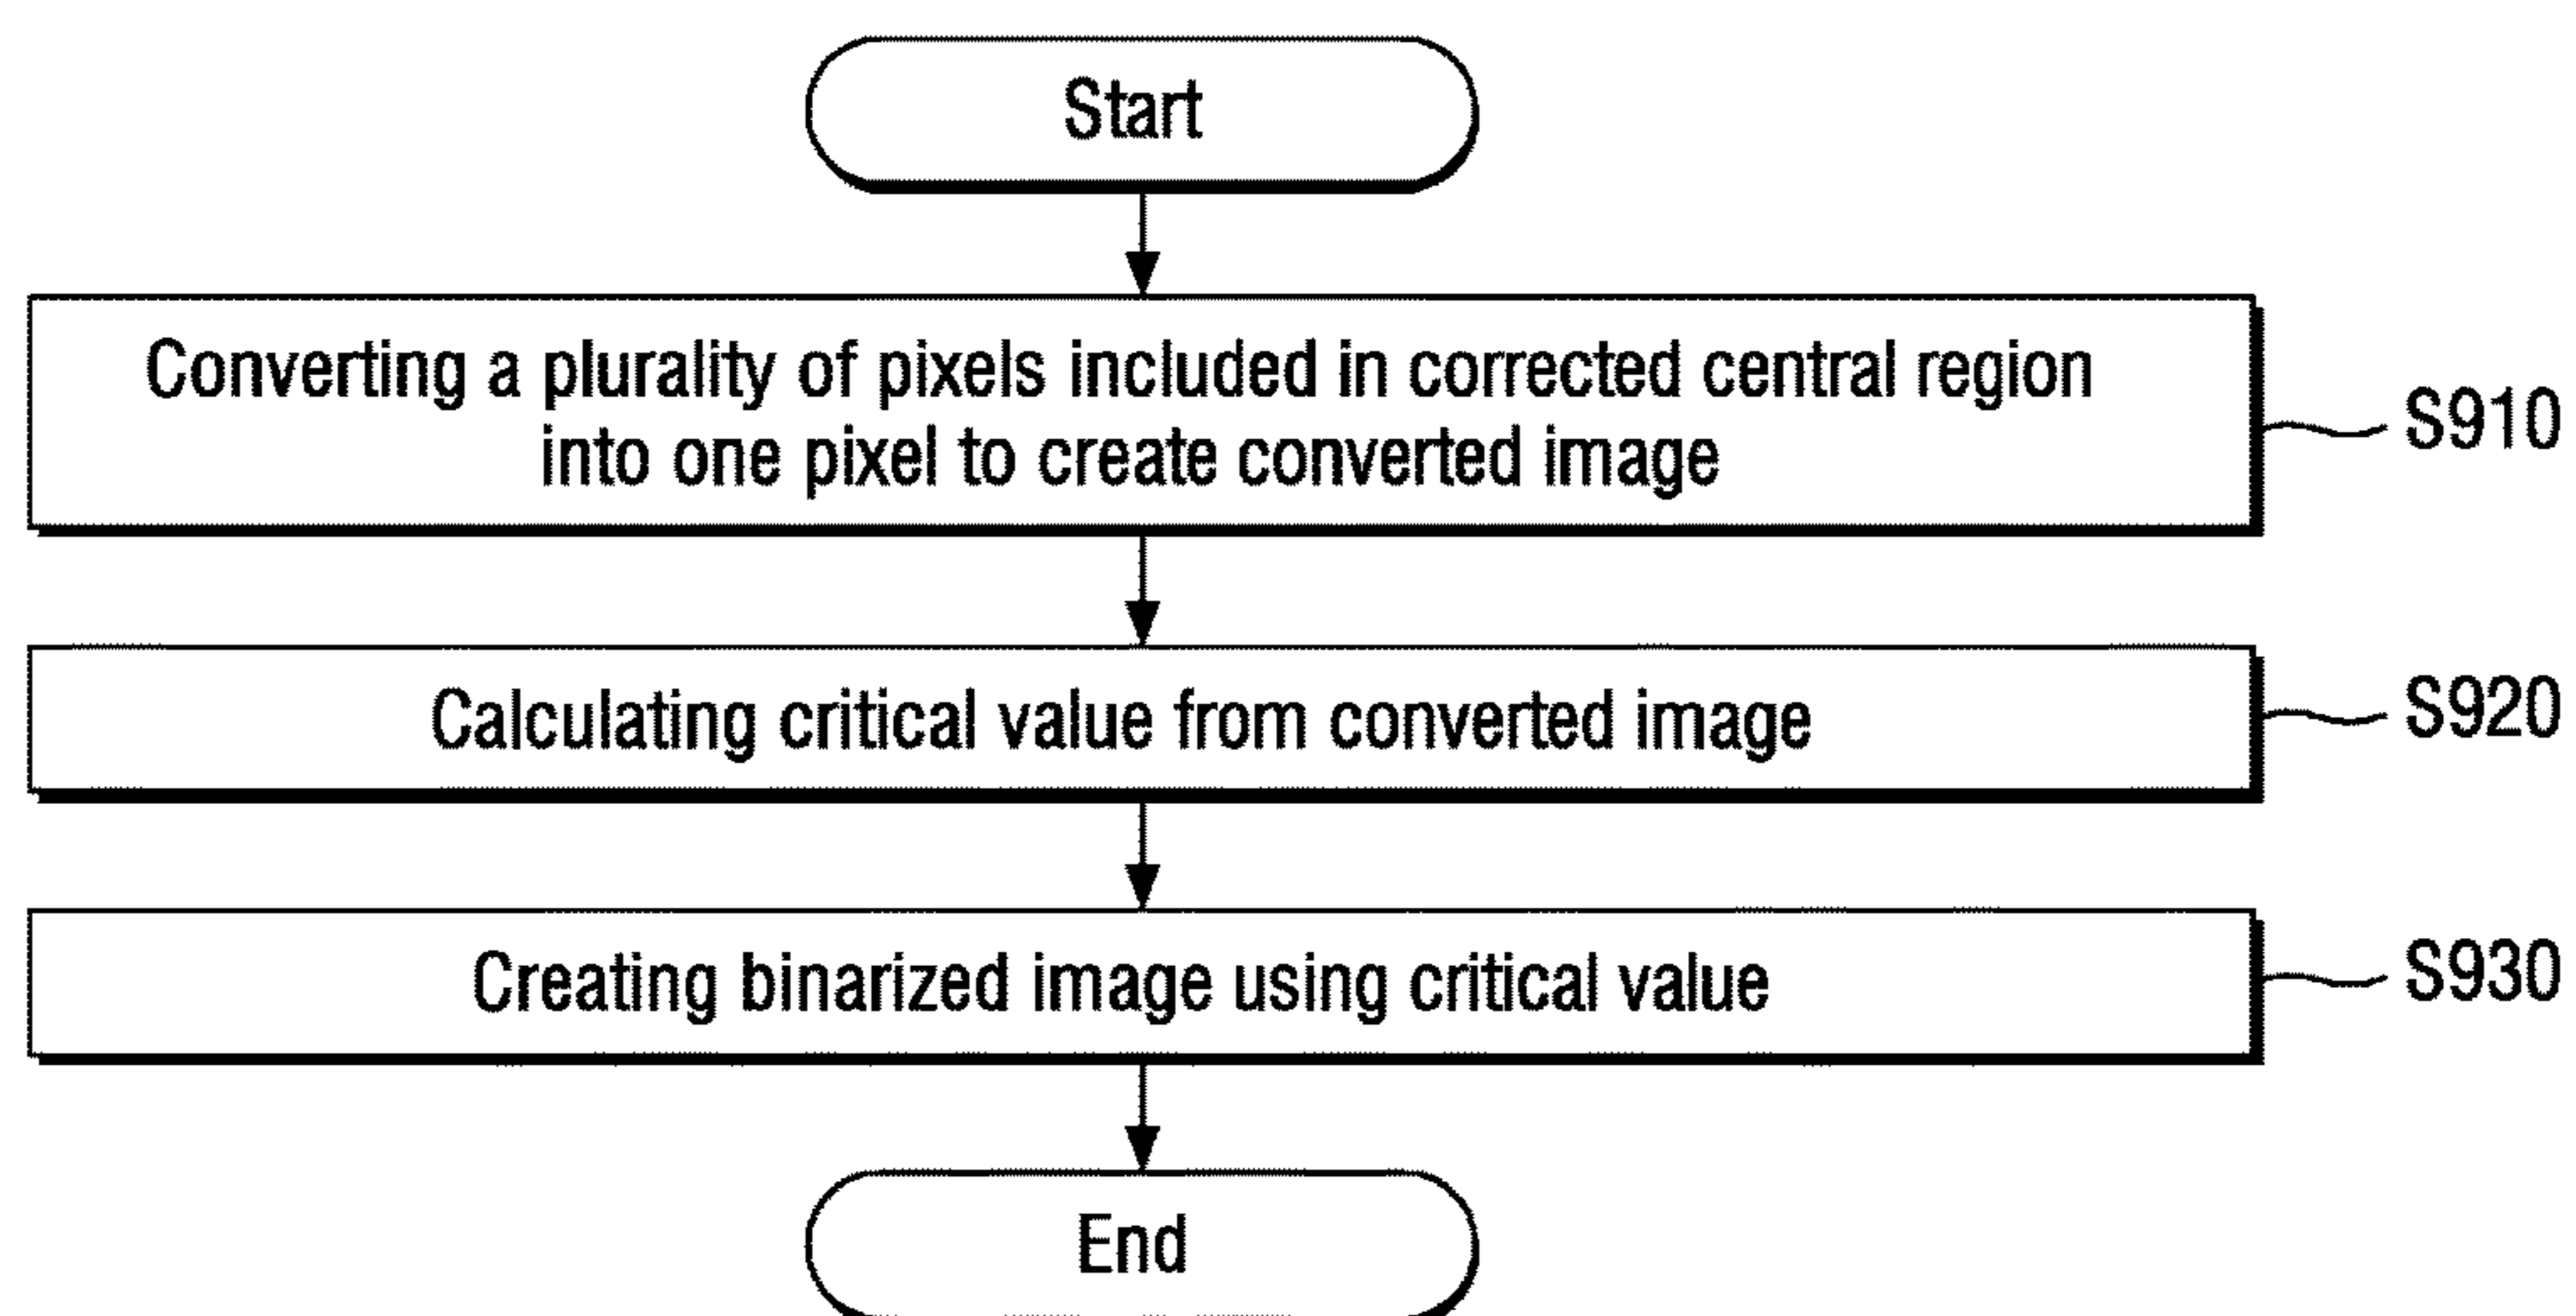 Start
Converting a plurality of pixels included in corrected central region
into one pixel to create converted image
S910
Calculating critical value from converted image
S920
Creating binarized image using critical value
S930
End